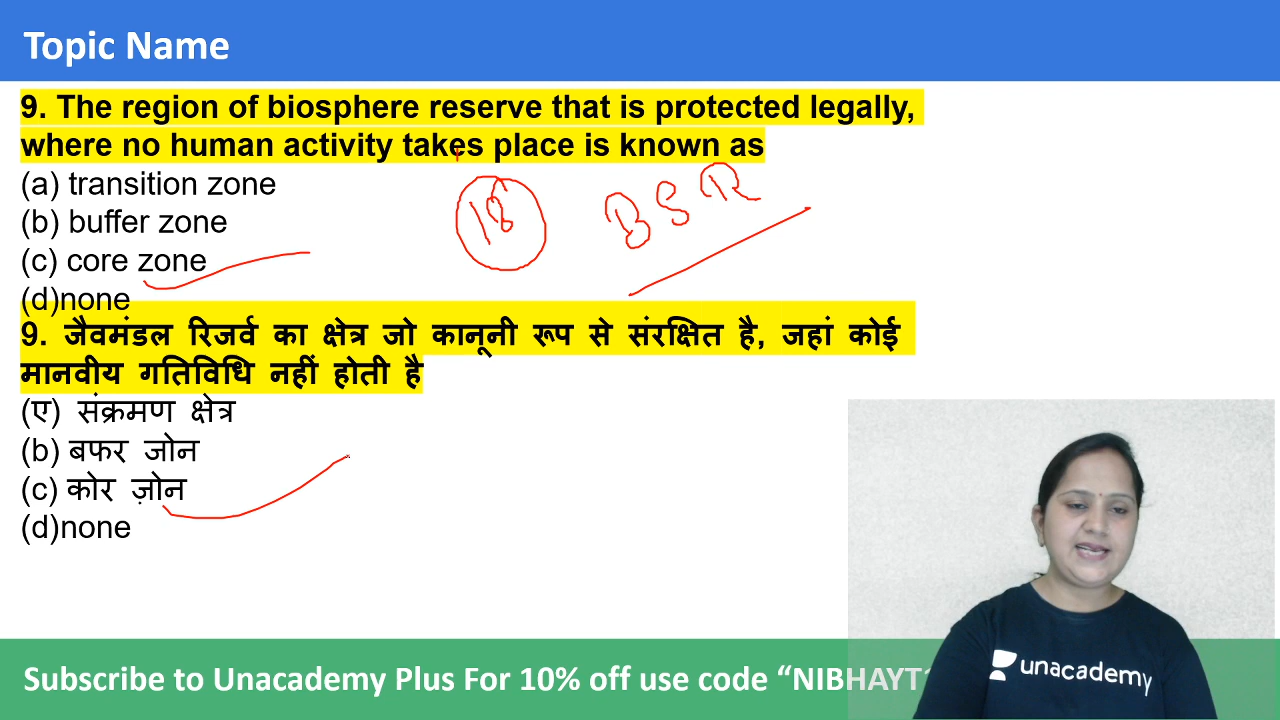 Topic Name
9. The region of biosphere reserve that is protected legally,
where no human activity takes place is known as
(a) transition zone
(b) buffer zone
(c) core zone
(d)none
18 BSR
9. जैवमंडल रिजर्व का क्षेत्र जो कानूनी रूप से संरक्षित है, जहां कोई
मानवीय गतिविधि नहीं होती है
(ए) संक्रमण क्षेत्र
(b) बफर जोन
(c) कोर ज़ोन
(d)none
unacademy
Subscribe to Unacademy Plus For 10% off use code “NIBHAYT